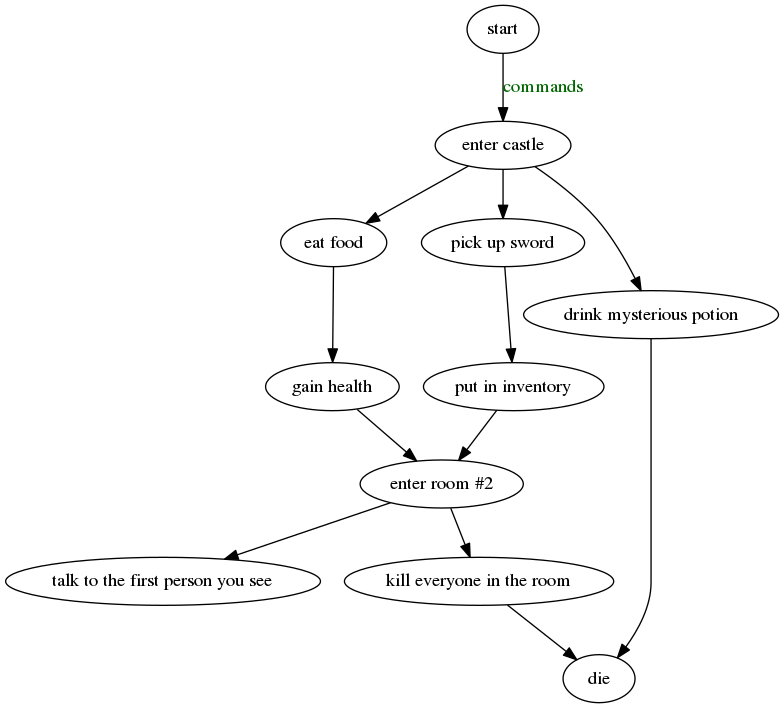 start
commands
enter castle
eat food
pick up sword
drink mysterious potion
gain health
put in inventory
enter room #2
talk to the first person you see
kill everyone in the room
die